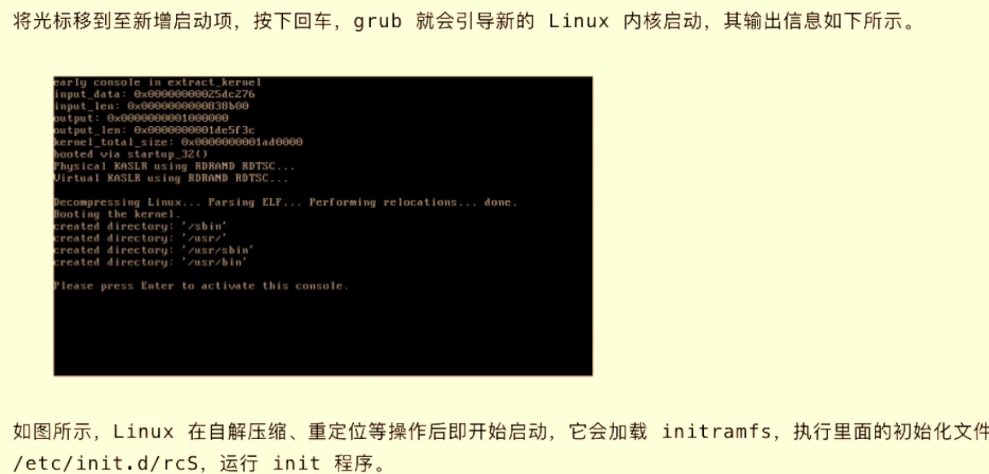 将光标移到至新增启动项，按下回车，grub 就会引导新的 Linux 内核启动，其输出信息如下所示。
early console in extract_kernel
input_data: 0x00000000025dc276
input_len: 0x0000000000838b00
output: 0x0000000001000000
output_len: 0x0000000001de5f3c
kernel_total_size: 0x0000000001ad0000
booted via startup_32()
Physical KASLR using RDRAND RDTSC...
Virtual KASLR using RDRAND RDTSC...
Decompressing Linux... Parsing ELF... Performing relocations... done.
Booting the kernel.
created directory: '/sbin'
created directory: '/usr/'
created directory: '/usr/sbin'
created directory: '/usr/bin'
Please press Enter to activate this console.
如图所示，Linux 在自解压缩、重定位等操作后即开始启动，它会加载 initramfs，执行里面的初始化文件
/etc/init.d/rcS，运行 init 程序。